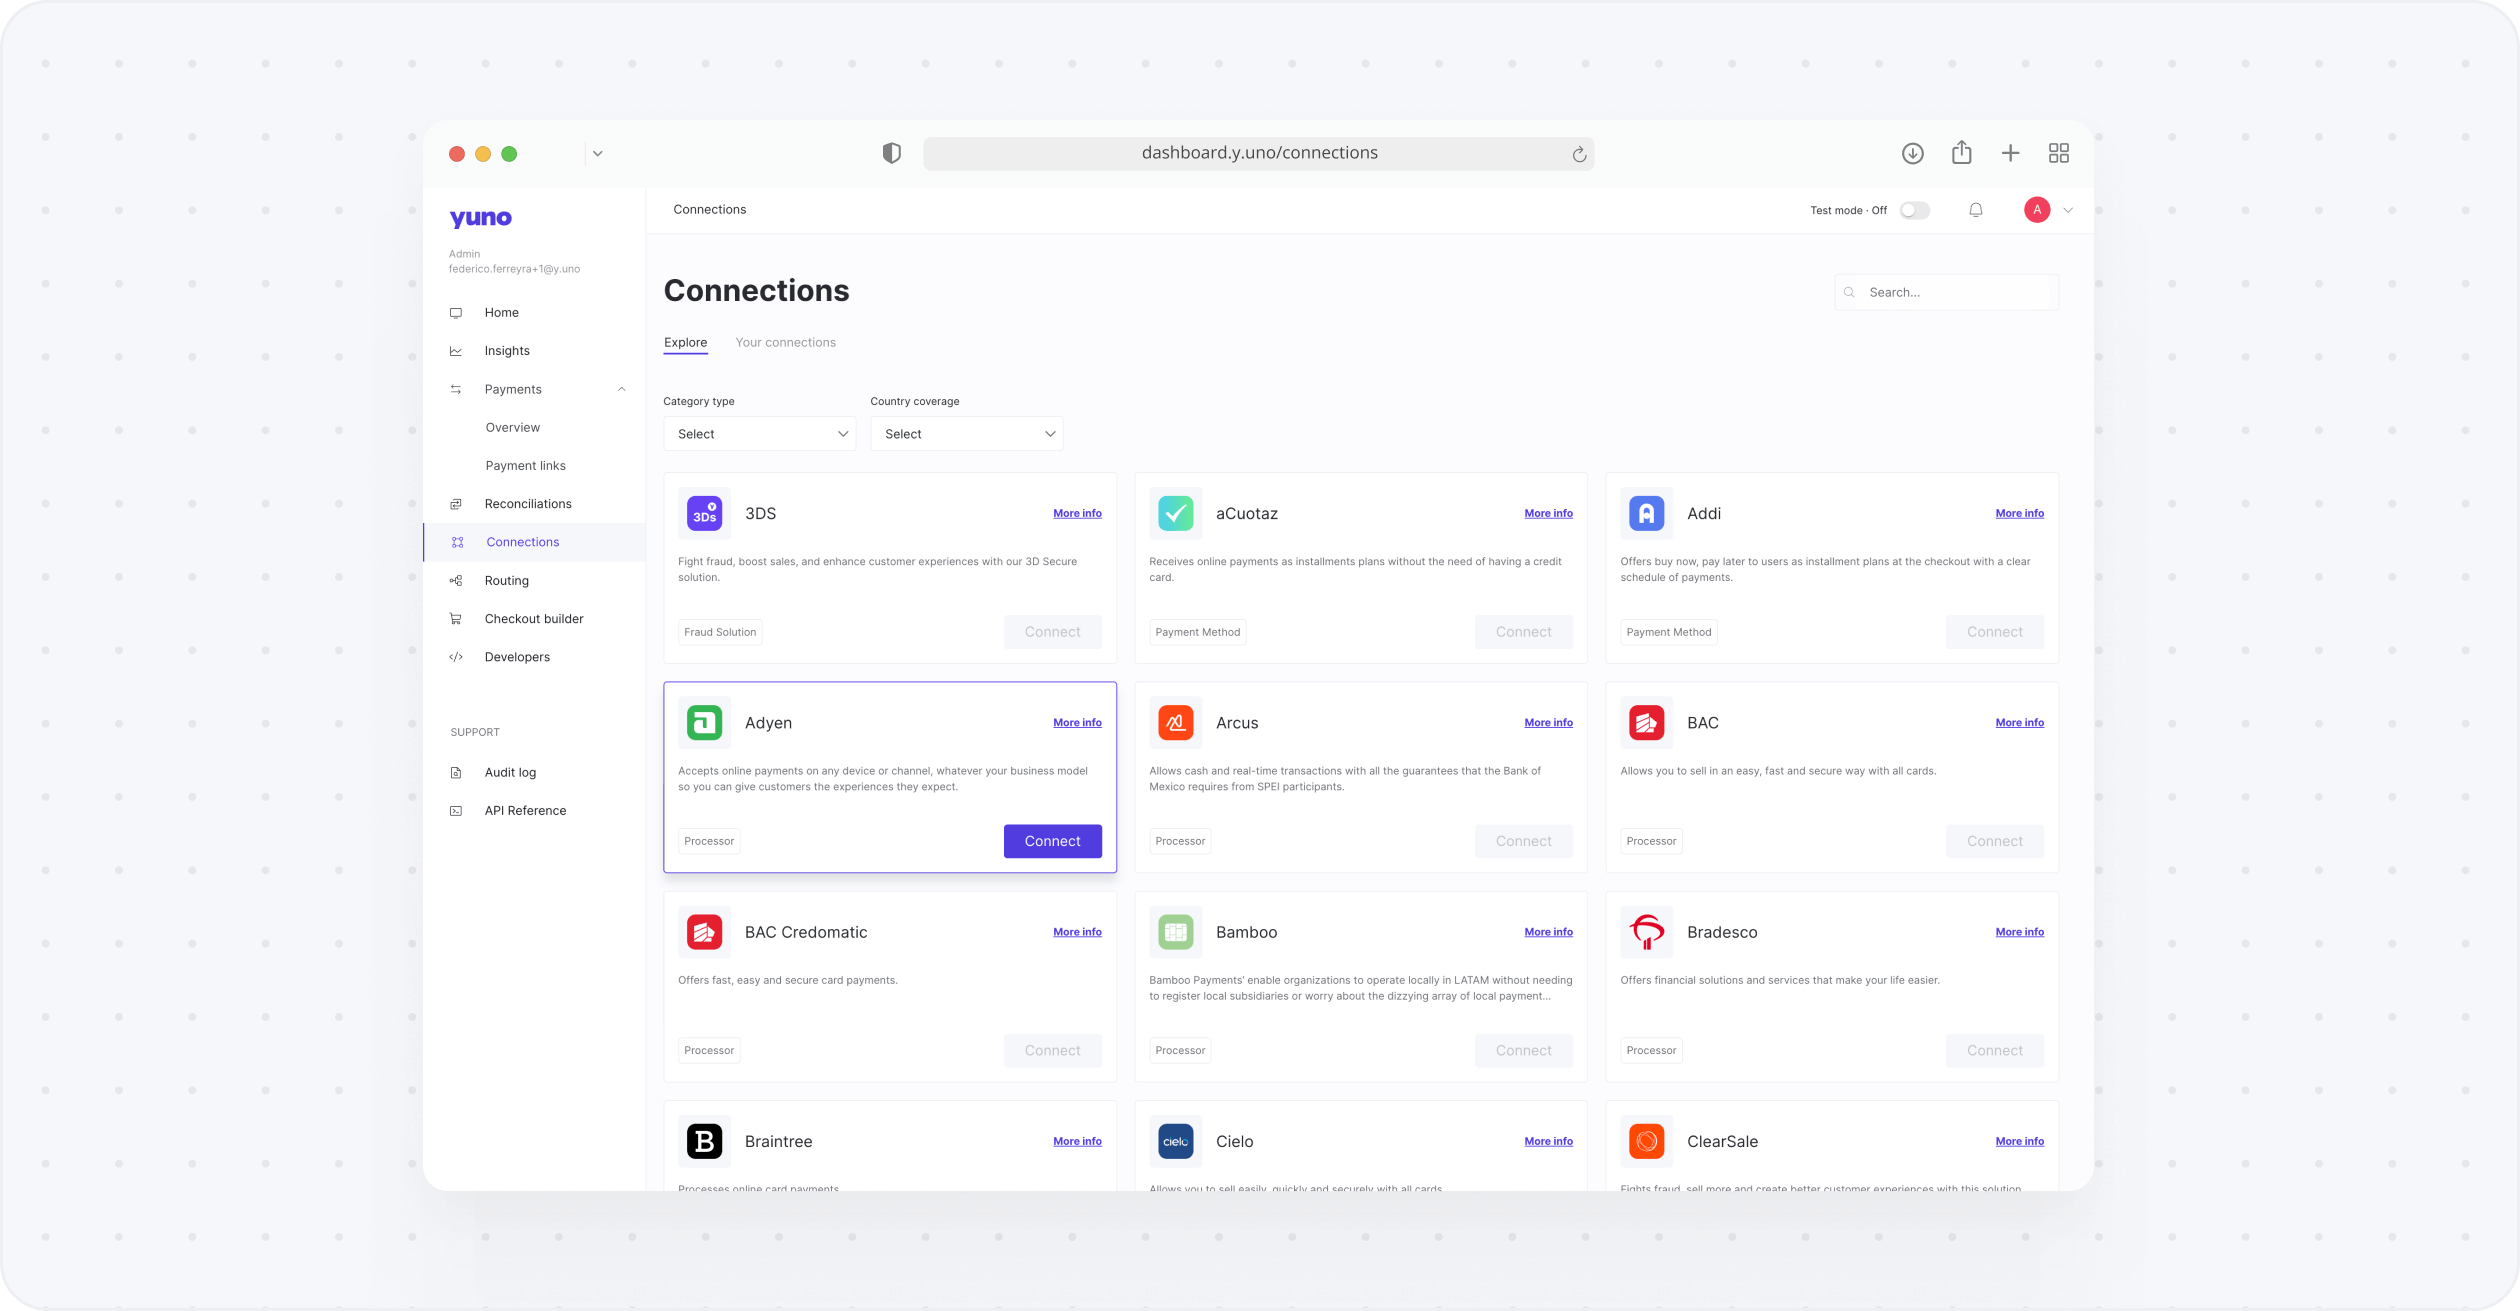 dashboard.y.uno/connections
yuno
Admin
federico.ferreyra+1@y.uno
Home
Insights
Payments
Overview
Payment links
Reconciliations
Connections
Routing
Checkout builder
Developers
SUPPORT
Audit log
API Reference
Connections
Test mode · Off
A
Connections
Search...
Explore
Your connections
Category type
Country coverage
Select
Select
3Ds
3DS
More info
Fight fraud, boost sales, and enhance customer experiences with our 3D Secure
solution.
Fraud Solution
Connect
aCuotaz
More info
Receives online payments as installments plans without the need of having a credit
card.
Payment Method
Connect
Addi
More info
Offers buy now, pay later to users as installment plans at the checkout with a clear
schedule of payments.
Payment Method
Connect
Adyen
More info
Accepts online payments on any device or channel, whatever your business model
so you can give customers the experiences they expect.
Processor
Connect
Arcus
More info
Allows cash and real-time transactions with all the guarantees that the Bank of
Mexico requires from SPEI participants.
Processor
Connect
BAC
More info
Allows you to sell in an easy, fast and secure way with all cards.
Processor
Connect
BAC Credomatic
More info
Offers fast, easy and secure card payments.
Processor
Connect
Bamboo
More info
Bamboo Payments' enable organizations to operate locally in LATAM without needing
to register local subsidiaries or worry about the dizzying array of local payment...
Processor
Connect
Bradesco
More info
Offers financial solutions and services that make your life easier.
Processor
Connect
B
Braintree
More info
Processes online card payments
cielo
Cielo
More info
Allows you to sell easily, quickly and securely with all cards
ClearSale
More info
Fights fraud, sell more and create better customer experiences with this solution